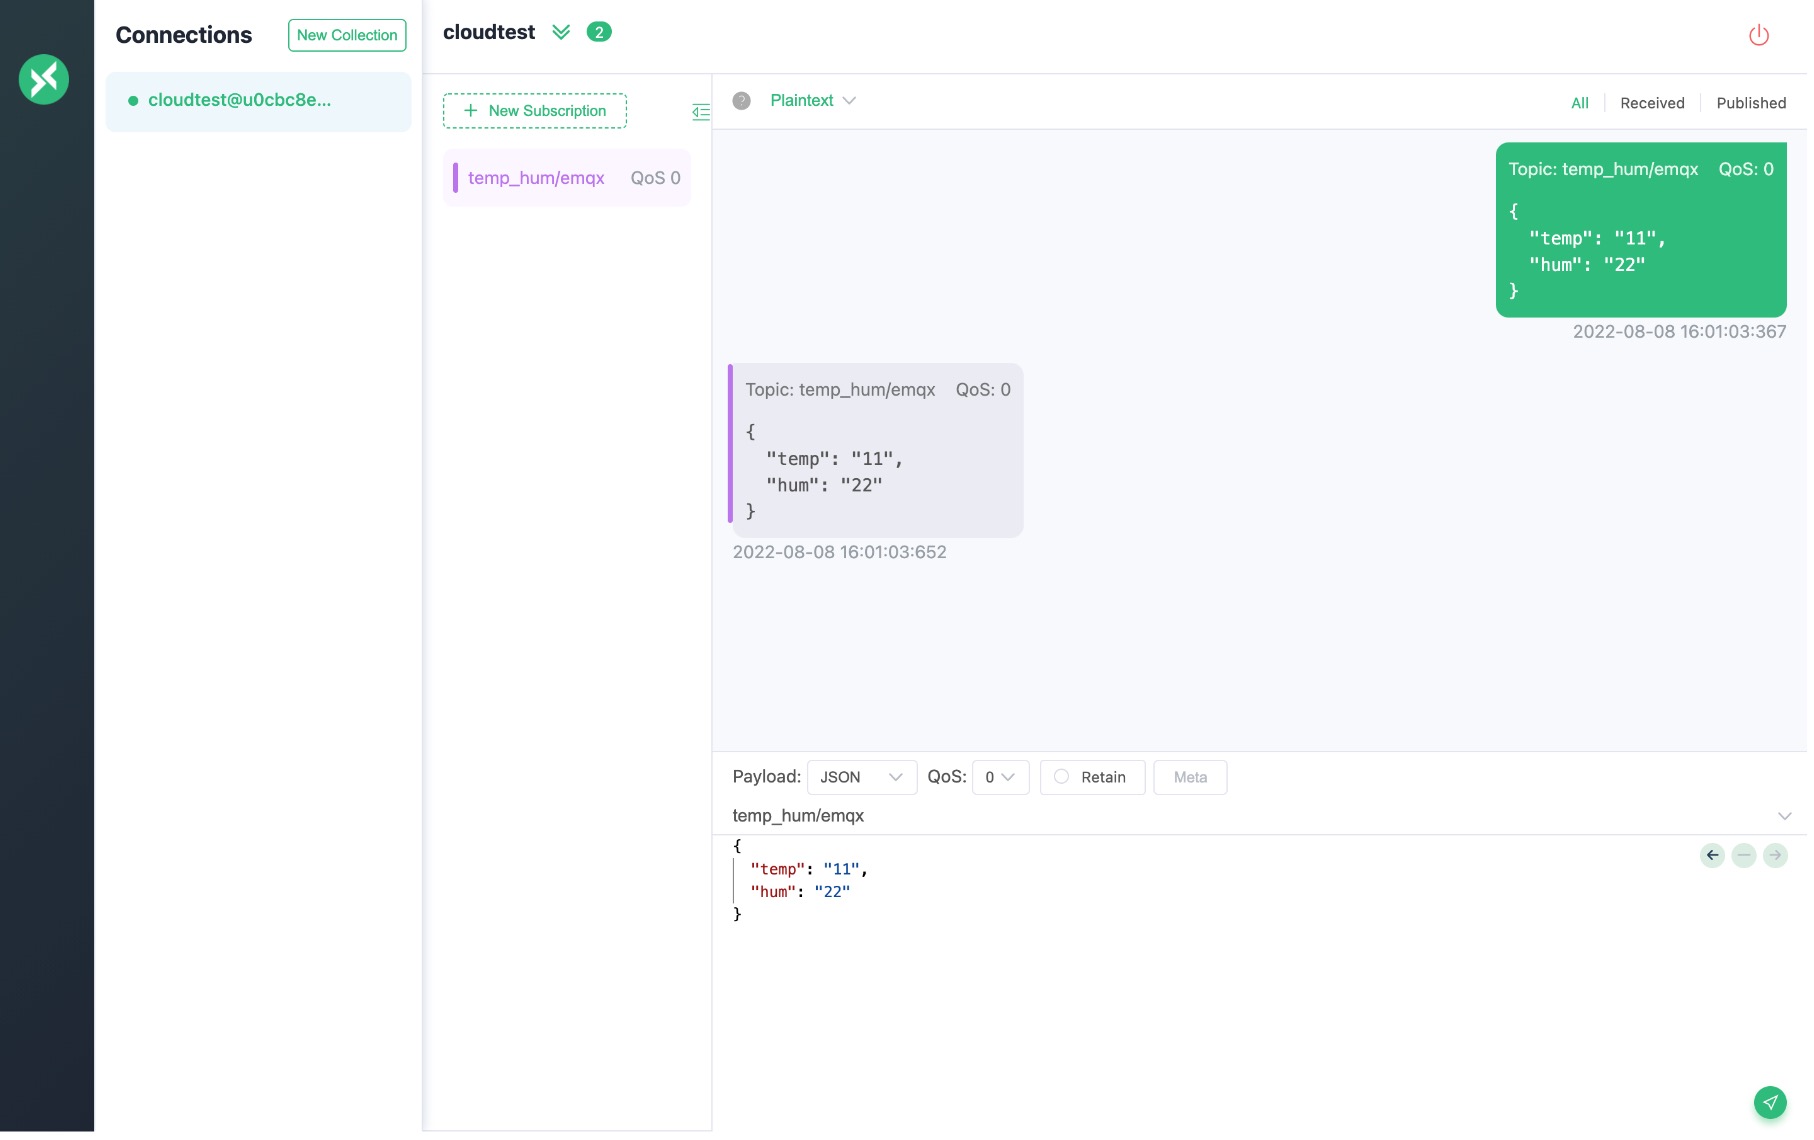 Connections
New Collection
cloudtest@u0cbc8e...
cloudtest
2
New Subscription
temp_hum/emqx QoS 0
?
Plaintext
All
Received
Published
Topic: temp_hum/emqx QoS: 0
{
  "temp": "11",
  "hum": "22"
}
2022-08-08 16:01:03:367
Topic: temp_hum/emqx QoS: 0
{
  "temp": "11",
  "hum": "22"
}
2022-08-08 16:01:03:652
Payload: JSON QoS: 0 Retain Meta
temp_hum/emqx
{
  "temp": "11",
  "hum": "22"
}